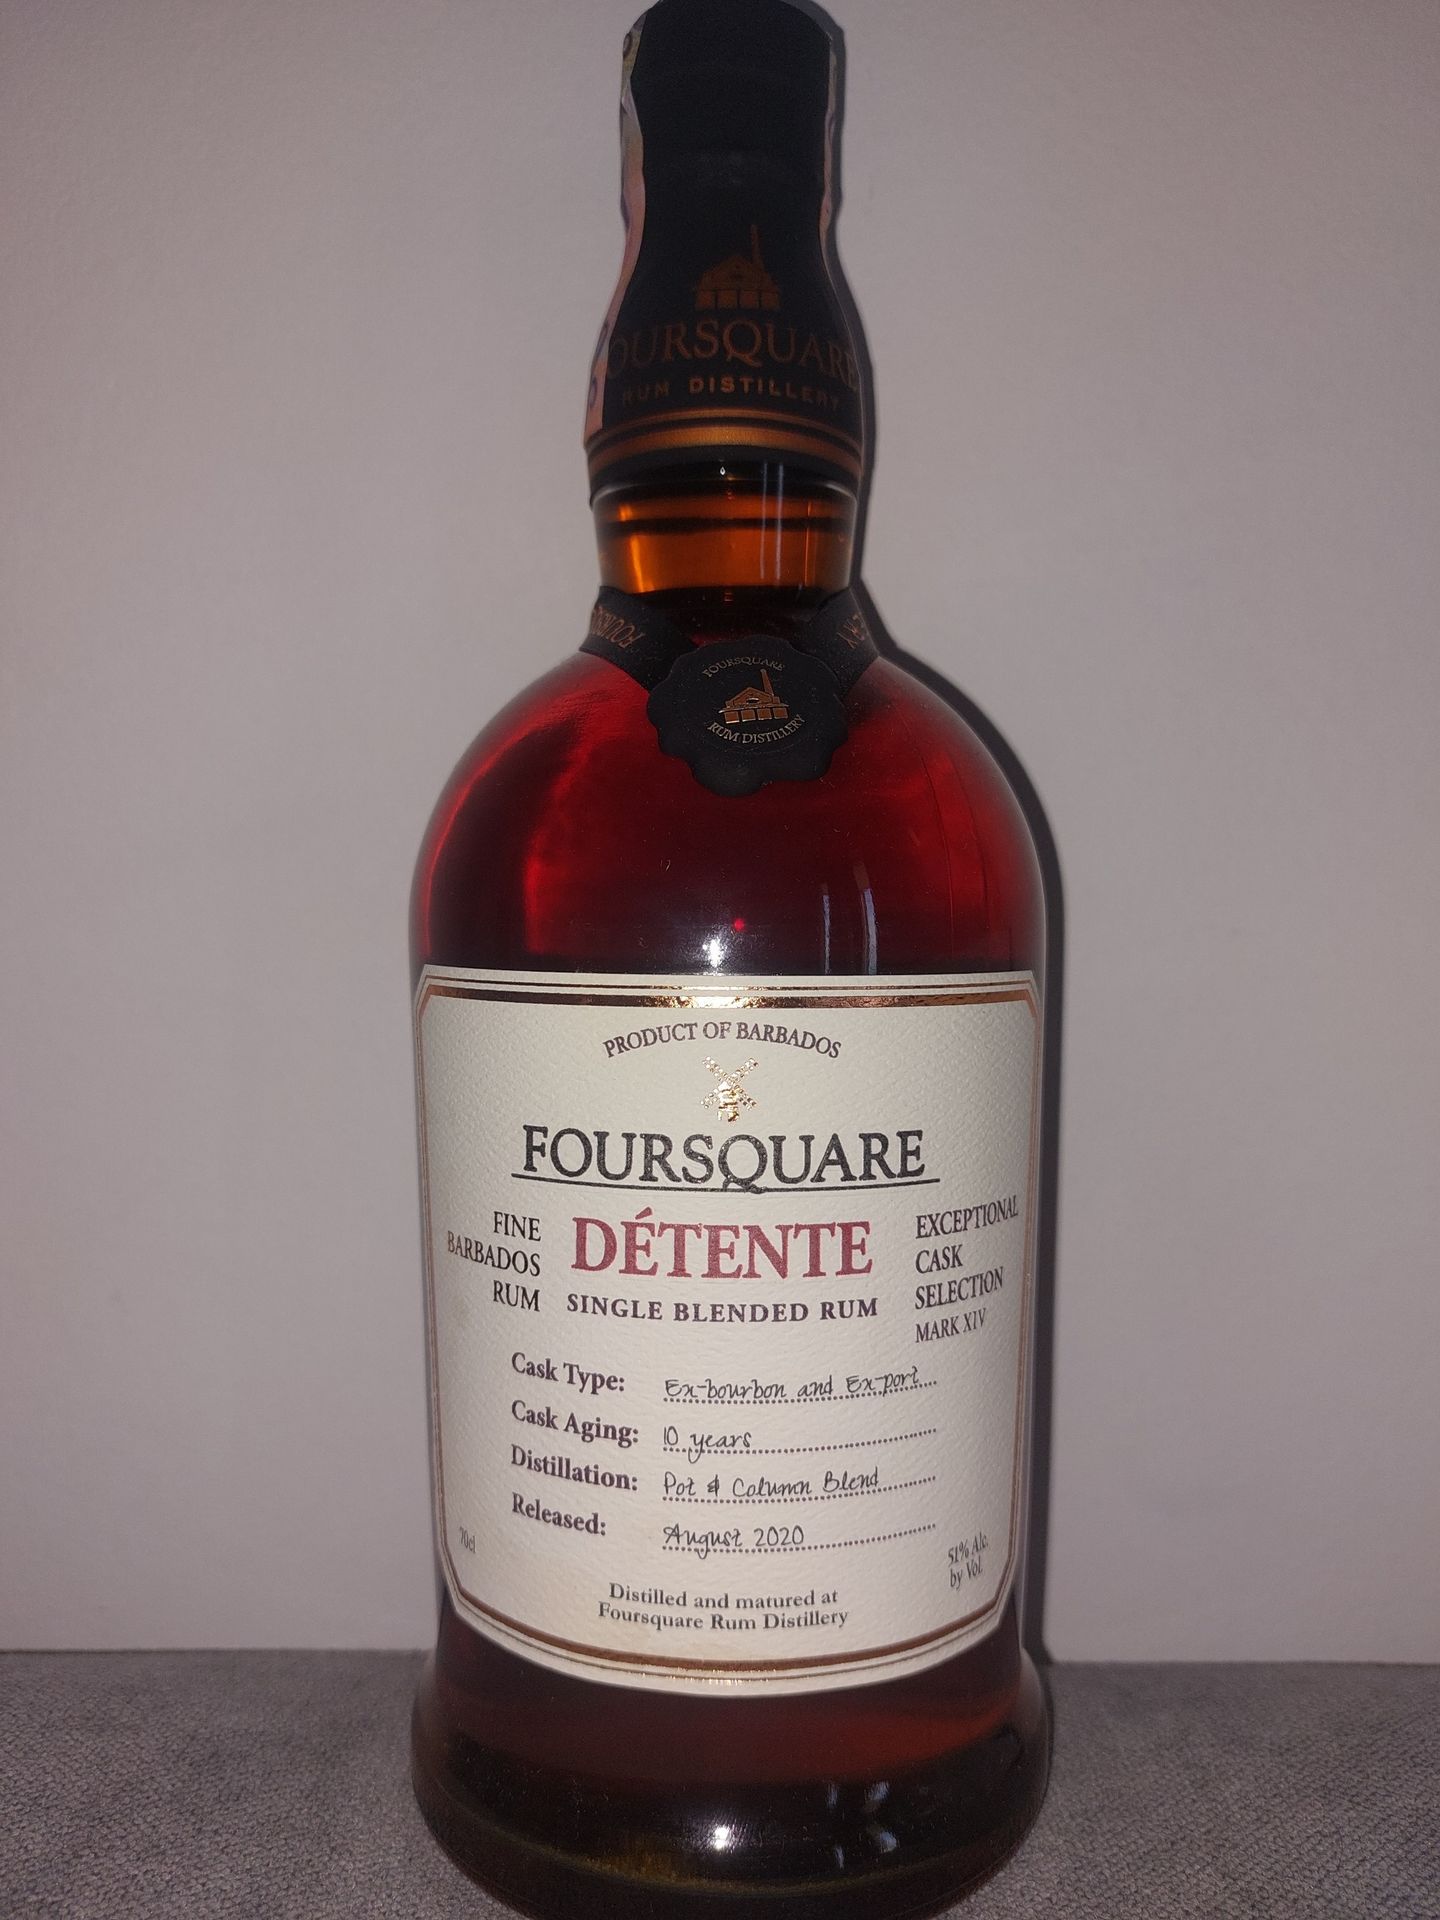 FOURSQUARE
RUM DISTILLERY
FOURSQUARE
RUM DISTILLERY
PRODUCT OF BARBADOS
FOURSQUARE
FINE
BARBADOS
RUM
DÉTENTE
SINGLE BLENDED RUM
EXCEPTIONAL
CASK
SELECTION
MARK XIV
Cask Type: Ex-bourbon and Ex-port
Cask Aging: 10 years
Distillation: Pot & Column Blend
Released: August 2020
70cl
51% Alc.
by Vol.
Distilled and matured at
Foursquare Rum Distillery